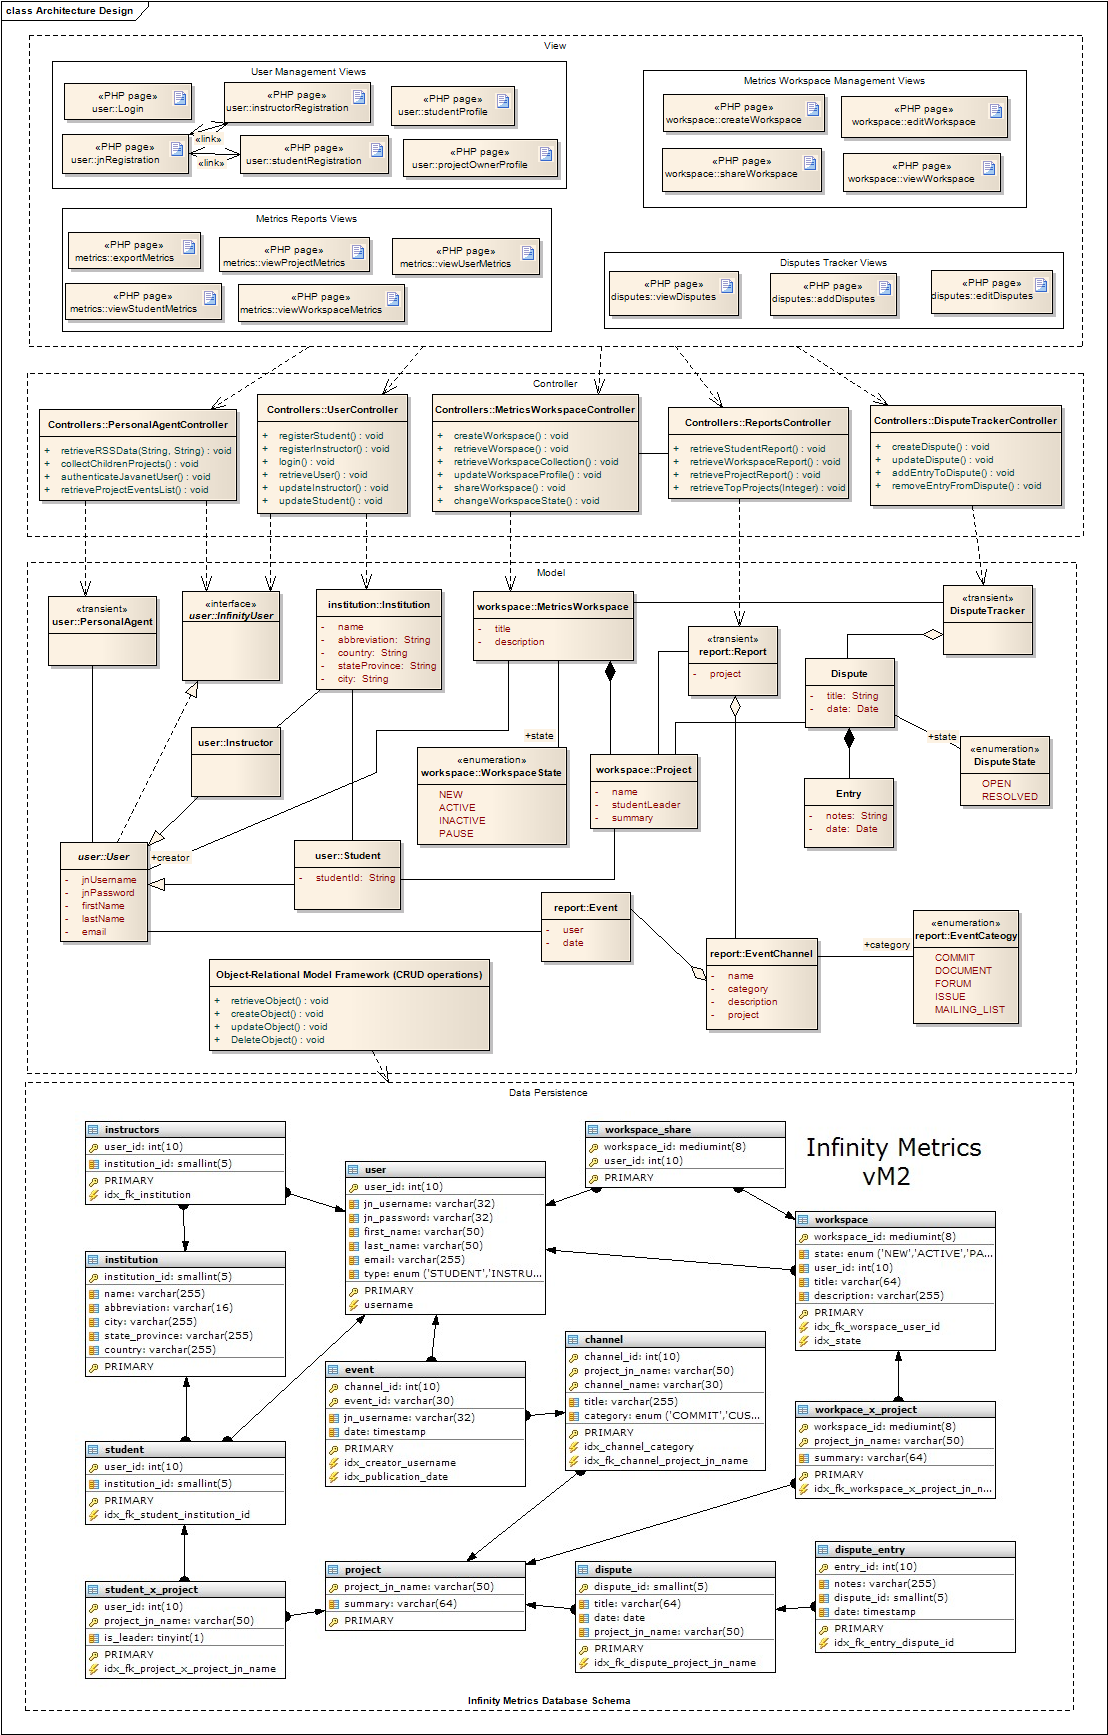 class Architecture Design
View
User Management Views
«PHP page»
user::Login
«PHP page»
user::instructorRegistration
«PHP page»
user::studentProfile
«link»
«PHP page»
user::jnRegistration
«link»
«PHP page»
user::studentRegistration
«PHP page»
user::projectOwnerProfile
Metrics Workspace Management Views
«PHP page»
workspace::createWorkspace
«PHP page»
workspace::editWorkspace
«PHP page»
workspace::shareWorkspace
«PHP page»
workspace::viewWorkspace
Metrics Reports Views
«PHP page»
metrics::exportMetrics
«PHP page»
metrics::viewProjectMetrics
«PHP page»
metrics::viewUserMetrics
«PHP page»
metrics::viewStudentMetrics
«PHP page»
metrics::viewWorkspaceMetrics
Disputes Tracker Views
«PHP page»
disputes::viewDisputes
«PHP page»
disputes::addDisputes
«PHP page»
disputes::editDisputes
Controller
Controllers::PersonalAgentController
+ retrieveRSSData(String, String) : void
+ collectChildrenProjects() : void
+ authenticateJavanetUser() : void
+ retrieveProjectEventsList() : void
Controllers::UserController
+ registerStudent() : void
+ registerInstructor() : void
+ login() : void
+ retrieveUser() : void
+ updateInstructor() : void
+ updateStudent() : void
Controllers::MetricsWorkspaceController
+ createWorkspace() : void
+ retrieveWorspace() : void
+ retrieveWorkspaceCollection() : void
+ updateWorkspaceProfile() : void
+ shareWorkspace() : void
+ changeWorkspaceState() : void
Controllers::ReportsController
+ retrieveStudentReport() : void
+ retrieveWorkspaceReport() : void
+ retrieveProjectReport() : void
+ retrieveTopProjects(Integer) : void
Controllers::DisputeTrackerController
+ createDispute() : void
+ updateDispute() : void
+ addEntryToDispute() : void
+ removeEntryFromDispute() : void
Model
«transient»
user::PersonalAgent
«interface»
user::InfinityUser
institution::Institution
- name
- abbreviation: String
- country: String
- stateProvince: String
- city: String
workspace::MetricsWorkspace
- title
- description
«transient»
report::Report
- project
«transient»
DisputeTracker
Dispute
- title: String
- date: Date
user::Instructor
+state
«enumeration»
workspace::WorkspaceState
NEW
ACTIVE
INACTIVE
PAUSE
workspace::Project
- name
- studentLeader
- summary
+state
«enumeration»
DisputeState
OPEN
RESOLVED
Entry
- notes: String
- date: Date
user::User
- jnUsername
- jnPassword
- firstName
- lastName
- email
+creator
user::Student
- studentId: String
report::Event
- user
- date
report::EventChannel
- name
- category
- description
- project
+category
«enumeration»
report::EventCateogy
COMMIT
DOCUMENT
FORUM
ISSUE
MAILING_LIST
Object-Relational Model Framework (CRUD operations)
+ retrieveObject() : void
+ createObject() : void
+ updateObject() : void
+ DeleteObject() : void
Data Persistence
instructors
user_id: int(10)
institution_id: smallint(5)
PRIMARY
idx_fk_institution
user
user_id: int(10)
jn_username: varchar(32)
jn_password: varchar(32)
first_name: varchar(50)
last_name: varchar(50)
email: varchar(255)
type: enum ('STUDENT','INSTRU...
PRIMARY
username
workspace_share
workspace_id: mediumint(8)
user_id: int(10)
PRIMARY
Infinity Metrics
vM2
workspace
workspace_id: mediumint(8)
state: enum ('NEW','ACTIVE','PA...
user_id: int(10)
title: varchar(64)
description: varchar(255)
PRIMARY
idx_fk_worspace_user_id
idx_state
institution
institution_id: smallint(5)
name: varchar(255)
abbreviation: varchar(16)
city: varchar(255)
state_province: varchar(255)
country: varchar(255)
PRIMARY
event
channel_id: int(10)
event_id: varchar(30)
jn_username: varchar(32)
date: timestamp
PRIMARY
idx_creator_username
idx_publication_date
channel
channel_id: int(10)
project_jn_name: varchar(50)
channel_name: varchar(30)
title: varchar(255)
category: enum ('COMMIT','CUS...
PRIMARY
idx_channel_category
idx_fk_channel_project_jn_name
workpace_x_project
workspace_id: mediumint(8)
project_jn_name: varchar(50)
summary: varchar(64)
PRIMARY
idx_fk_workspace_x_project_jn_n...
student
user_id: int(10)
institution_id: smallint(5)
PRIMARY
idx_fk_student_institution_id
student_x_project
user_id: int(10)
project_jn_name: varchar(50)
is_leader: tinyint(1)
PRIMARY
idx_fk_project_x_project_jn_name
project
project_jn_name: varchar(50)
summary: varchar(64)
PRIMARY
dispute
dispute_id: smallint(5)
title: varchar(64)
date: date
project_jn_name: varchar(50)
PRIMARY
idx_fk_dispute_project_jn_name
dispute_entry
entry_id: int(10)
notes: varchar(255)
dispute_id: smallint(5)
date: timestamp
PRIMARY
idx_fk_entry_dispute_id
Infinity Metrics Database Schema